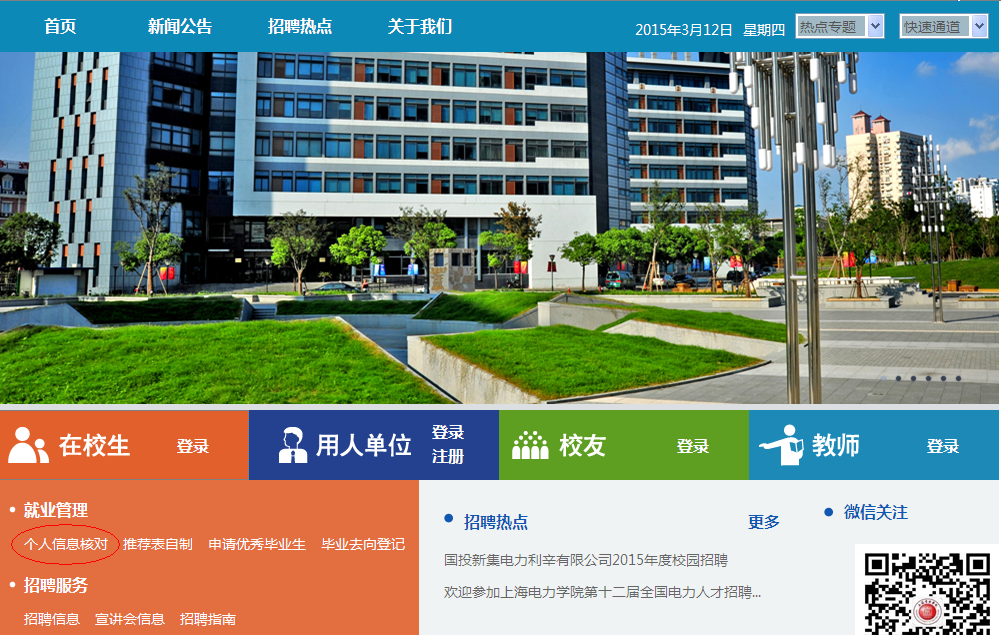 首页 新闻公告 招聘热点 关于我们 2015年3月12日 星期四 热点专题 快速通道
在校生 登录 用人单位 登录 注册 校友 登录 教师 登录
就业管理
个人信息核对 推荐表自制 申请优秀毕业生 毕业去向登记
招聘服务
招聘信息 宣讲会信息 招聘指南
招聘热点 更多
国投新集电力利辛有限公司2015年度校园招聘
欢迎参加上海电力学院第十二届全国电力人才招聘...
微信关注